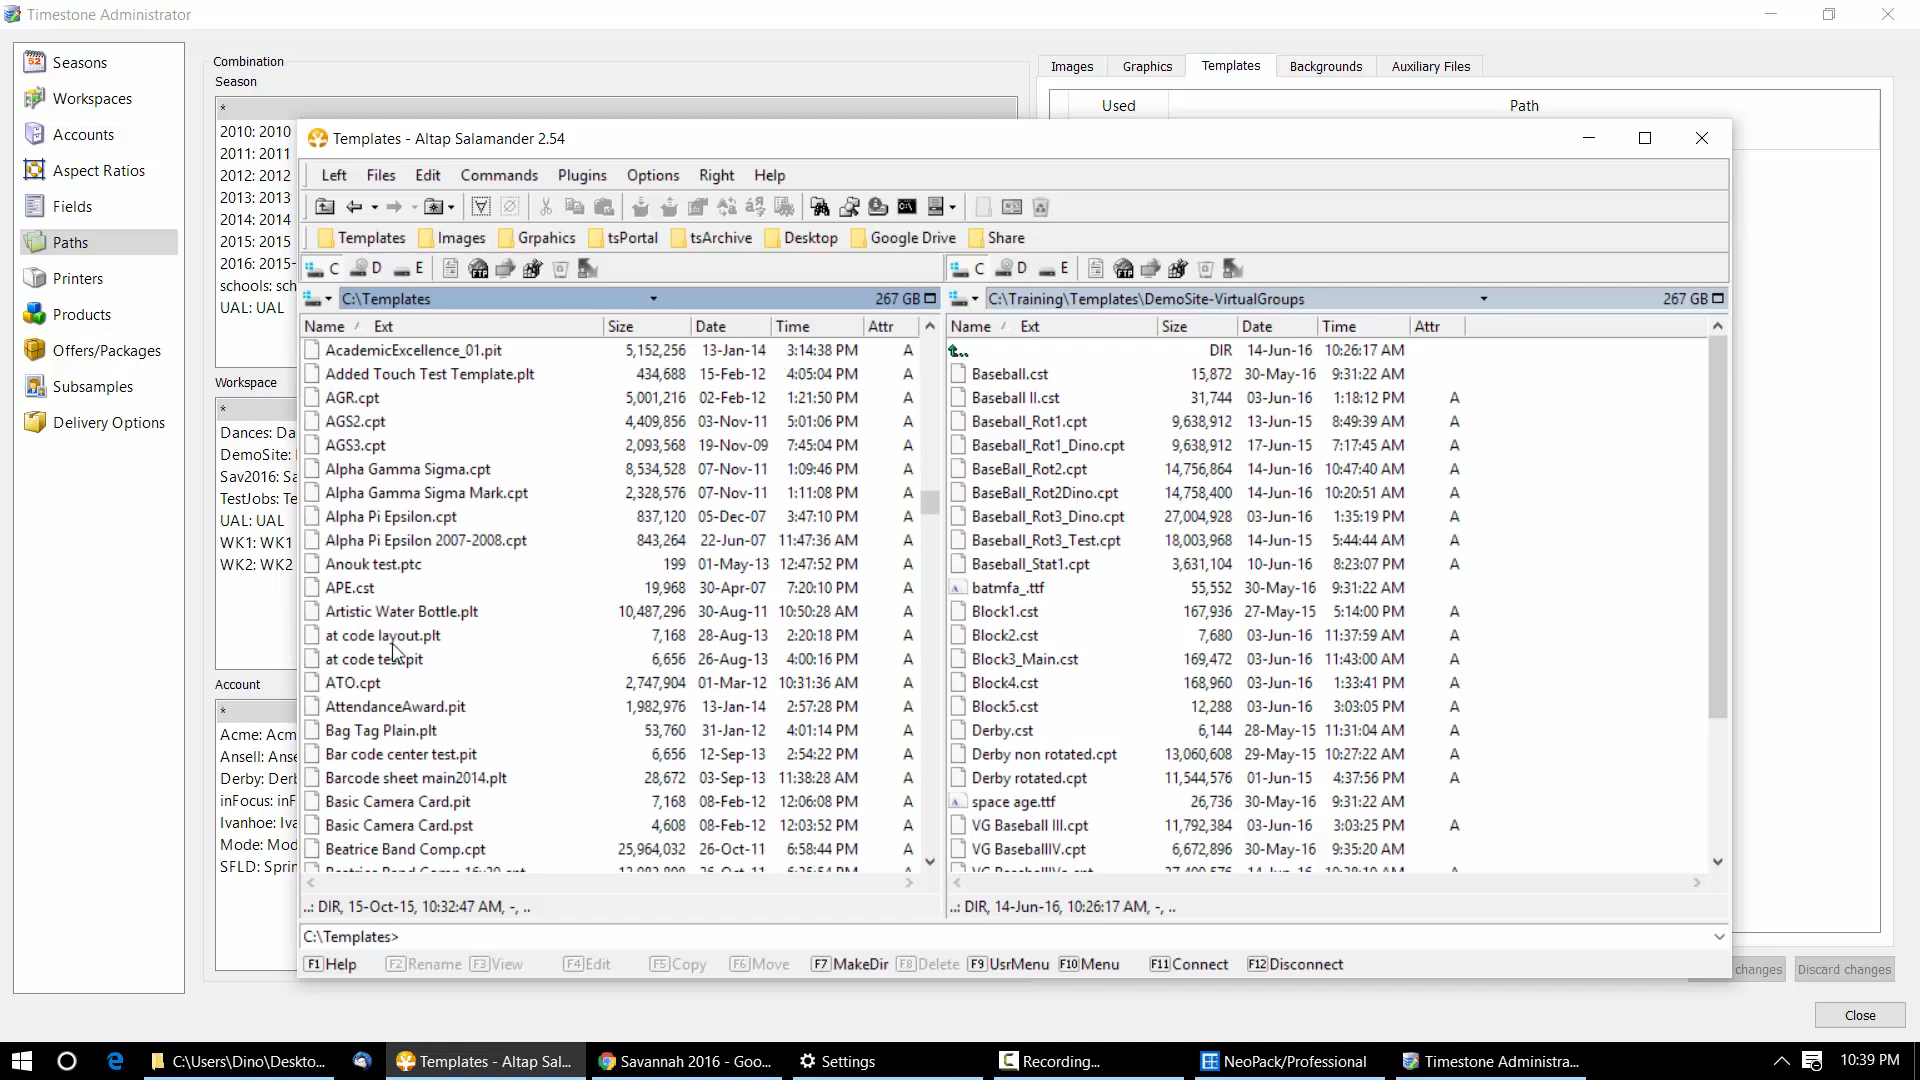 Timestone Administrator
Seasons
Workspaces
Accounts
Aspect Ratios
Fields
Paths
Printers
Products
Offers/Packages
Subsamples
Delivery Options
Combination
Season
*
2010: 2010
2011: 2011
2012: 2012
2013: 2013
2014: 2014
2015: 2015
2016: 2015-
schools: sch
UAL: UAL
Workspace
*
Dances: Da
DemoSite:
Sav2016: Sa
TestJobs: Te
UAL: UAL
WK1: WK1
WK2: WK2
Account
*
Acme: Acm
Ansell: Anse
Derby: Derb
inFocus: inF
Ivanhoe: Iva
Mode: Mod
SFLD: Sprin
Images Graphics Templates Backgrounds Auxiliary Files
Used Path
Templates - Altap Salamander 2.54
Left Files Edit Commands Plugins Options Right Help
Templates Images Grpahics tsPortal tsArchive Desktop Google Drive Share
C D E
C D E
C:\Templates 267 GB
Name Ext Size Date Time Attr
AcademicExcellence_01.pit 5,152,256 13-Jan-14 3:14:38 PM A
Added Touch Test Template.plt 434,688 15-Feb-12 4:05:04 PM A
AGR.cpt 5,001,216 02-Feb-12 1:21:50 PM A
AGS2.cpt 4,409,856 03-Nov-11 5:01:06 PM A
AGS3.cpt 2,093,568 19-Nov-09 7:45:04 PM A
Alpha Gamma Sigma.cpt 8,534,528 07-Nov-11 1:09:46 PM A
Alpha Gamma Sigma Mark.cpt 2,328,576 07-Nov-11 1:11:08 PM A
Alpha Pi Epsilon.cpt 837,120 05-Dec-07 3:47:10 PM A
Alpha Pi Epsilon 2007-2008.cpt 843,264 22-Jun-07 11:47:36 AM A
Anouk test.ptc 199 01-May-13 12:47:52 PM A
APE.cst 19,968 30-Apr-07 7:20:10 PM A
Artistic Water Bottle.plt 10,487,296 30-Aug-11 10:50:28 AM A
at code layout.plt 7,168 28-Aug-13 2:20:18 PM A
at code test.pit 6,656 26-Aug-13 4:00:16 PM A
ATO.cpt 2,747,904 01-Mar-12 10:31:36 AM A
AttendanceAward.pit 1,982,976 13-Jan-14 2:57:28 PM A
Bag Tag Plain.plt 53,760 31-Jan-12 4:01:14 PM A
Bar code center test.pit 6,656 12-Sep-13 2:54:22 PM A
Barcode sheet main2014.plt 28,672 03-Sep-13 11:38:28 AM A
Basic Camera Card.pit 7,168 08-Feb-12 12:06:08 PM A
Basic Camera Card.pst 4,608 08-Feb-12 12:03:52 PM A
Beatrice Band Comp.cpt 25,964,032 26-Oct-11 6:58:44 PM A
..: DIR, 15-Oct-15, 10:32:47 AM, -, ..
C:\Training\Templates\DemoSite-VirtualGroups 267 GB
Name Ext Size Date Time Attr
.. DIR 14-Jun-16 10:26:17 AM
Baseball.cst 15,872 30-May-16 9:31:22 AM
Baseball II.cst 31,744 03-Jun-16 1:18:12 PM A
Baseball_Rot1.cpt 9,638,912 13-Jun-15 8:49:39 AM A
Baseball_Rot1_Dino.cpt 9,638,912 17-Jun-15 7:17:45 AM A
BaseBall_Rot2.cpt 14,756,864 14-Jun-16 10:47:40 AM A
BaseBall_Rot2Dino.cpt 14,758,400 14-Jun-16 10:20:51 AM A
Baseball_Rot3_Dino.cpt 27,004,928 03-Jun-16 1:35:19 PM A
Baseball_Rot3_Test.cpt 18,003,968 14-Jun-15 5:44:44 AM A
Baseball_Stat1.cpt 3,631,104 10-Jun-16 8:23:07 PM A
batmfa_.ttf 55,552 30-May-16 9:31:22 AM
Block1.cst 167,936 27-May-15 5:14:00 PM A
Block2.cst 7,680 03-Jun-16 11:37:59 AM A
Block3_Main.cst 169,472 03-Jun-16 11:43:00 AM A
Block4.cst 168,960 03-Jun-16 1:33:41 PM A
Block5.cst 12,288 03-Jun-16 3:03:05 PM A
Derby.cst 6,144 28-May-15 11:31:04 AM A
Derby non rotated.cpt 13,060,608 29-May-15 10:27:22 AM A
Derby rotated.cpt 11,544,576 01-Jun-15 4:37:56 PM A
space age.ttf 26,736 30-May-16 9:31:22 AM
VG Baseball III.cpt 11,792,384 03-Jun-16 3:03:25 PM A
VG BaseballIV.cpt 6,672,896 30-May-16 9:35:20 AM
..: DIR, 14-Jun-16, 10:26:17 AM, -, ..
C:\Templates>
F1 Help F2 Rename F3 View F4 Edit F5 Copy F6 Move F7 MakeDir F8 Delete F9 UsrMenu F10 Menu F11 Connect F12 Disconnect
changes Discard changes
Close
C:\Users\Dino\Deskto... Templates - Altap Sal... Savannah 2016 - Goo... Settings Recording... NeoPack/Professional Timestone Administra... 10:39 PM